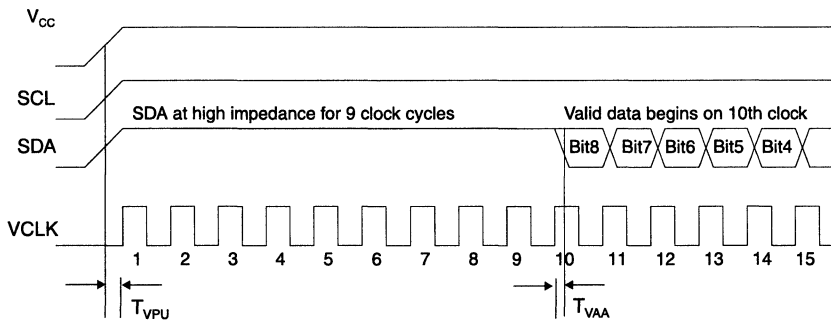 VCC
SCL
SDA at high impedance for 9 clock cycles
Valid data begins on 10th clock
SDA
Bit8 Bit7 Bit6 Bit5 Bit4
VCLK
1 2 3 4 5 6 7 8 9 10 11 12 13 14 15
TVPU
TVAA